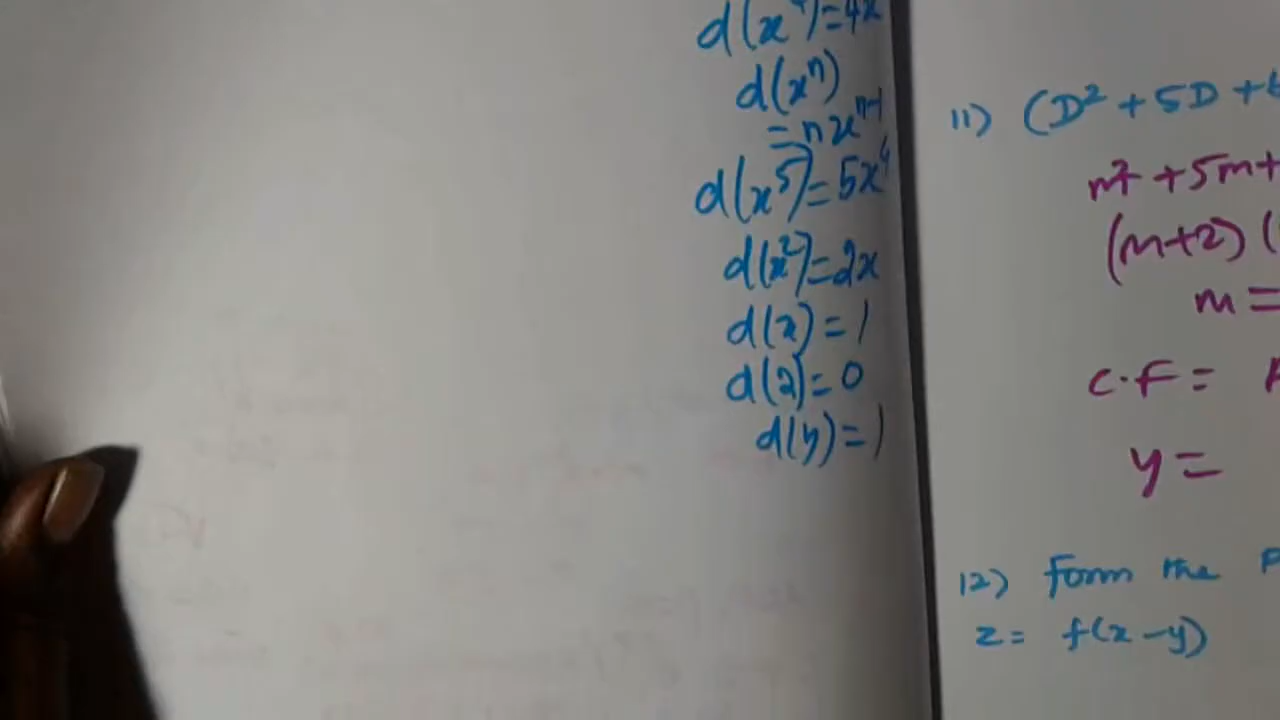 d(x⁴)=4x
d(xⁿ)
=nxⁿ⁻¹
d(x⁵)=5x⁴
d(x²)=2x
d(x)=1
d(2)=0
d(y)=1
11) (D² + 5D +6
m² +5m+
(m+2) (
m =
C.F =
y =
12) Form the P
z = f(x-y)